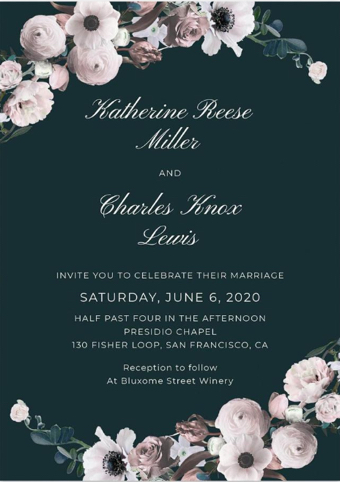 Katherine Reese
Miller
AND
Charles Knox
Lewis
INVITE YOU TO CELEBRATE THEIR MARRIAGE
SATURDAY, JUNE 6, 2020
HALF PAST FOUR IN THE AFTERNOON
PRESIDIO CHAPEL
130 FISHER LOOP, SAN FRANCISCO, CA
Reception to follow
At Bluxome Street Winery